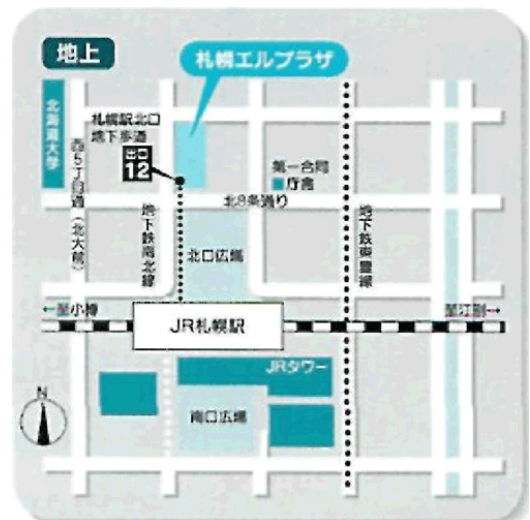 地上
札幌エルプラザ
北海道大学
札幌駅北口
地下歩道
出口
12
西5丁目通(北大前)
地下鉄南北線
第一合同
庁舎
北8条通り
北口広場
地下鉄東豊線
←至小樽
至江別→
JR札幌駅
JRタワー
南口広場
N